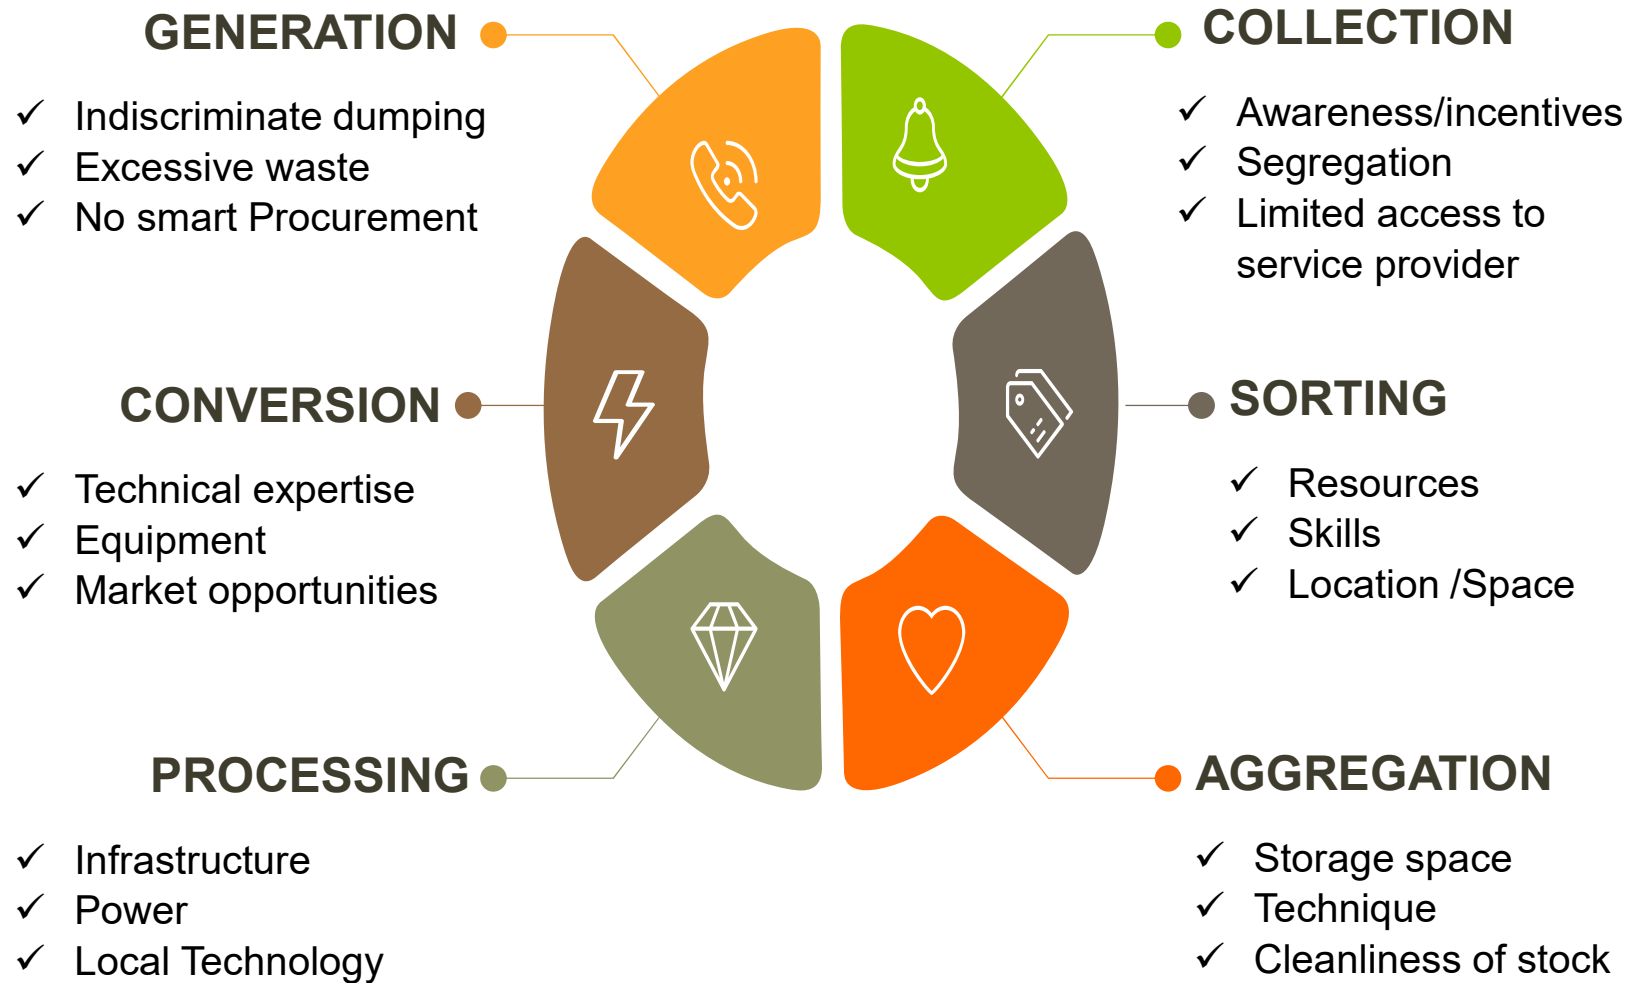 GENERATION
✓ Indiscriminate dumping
✓ Excessive waste
✓ No smart Procurement
COLLECTION
✓ Awareness/incentives
✓ Segregation
✓ Limited access to
service provider
CONVERSION
✓ Technical expertise
✓ Equipment
✓ Market opportunities
SORTING
✓ Resources
✓ Skills
✓ Location /Space
PROCESSING
✓ Infrastructure
✓ Power
✓ Local Technology
AGGREGATION
✓ Storage space
✓ Technique
✓ Cleanliness of stock